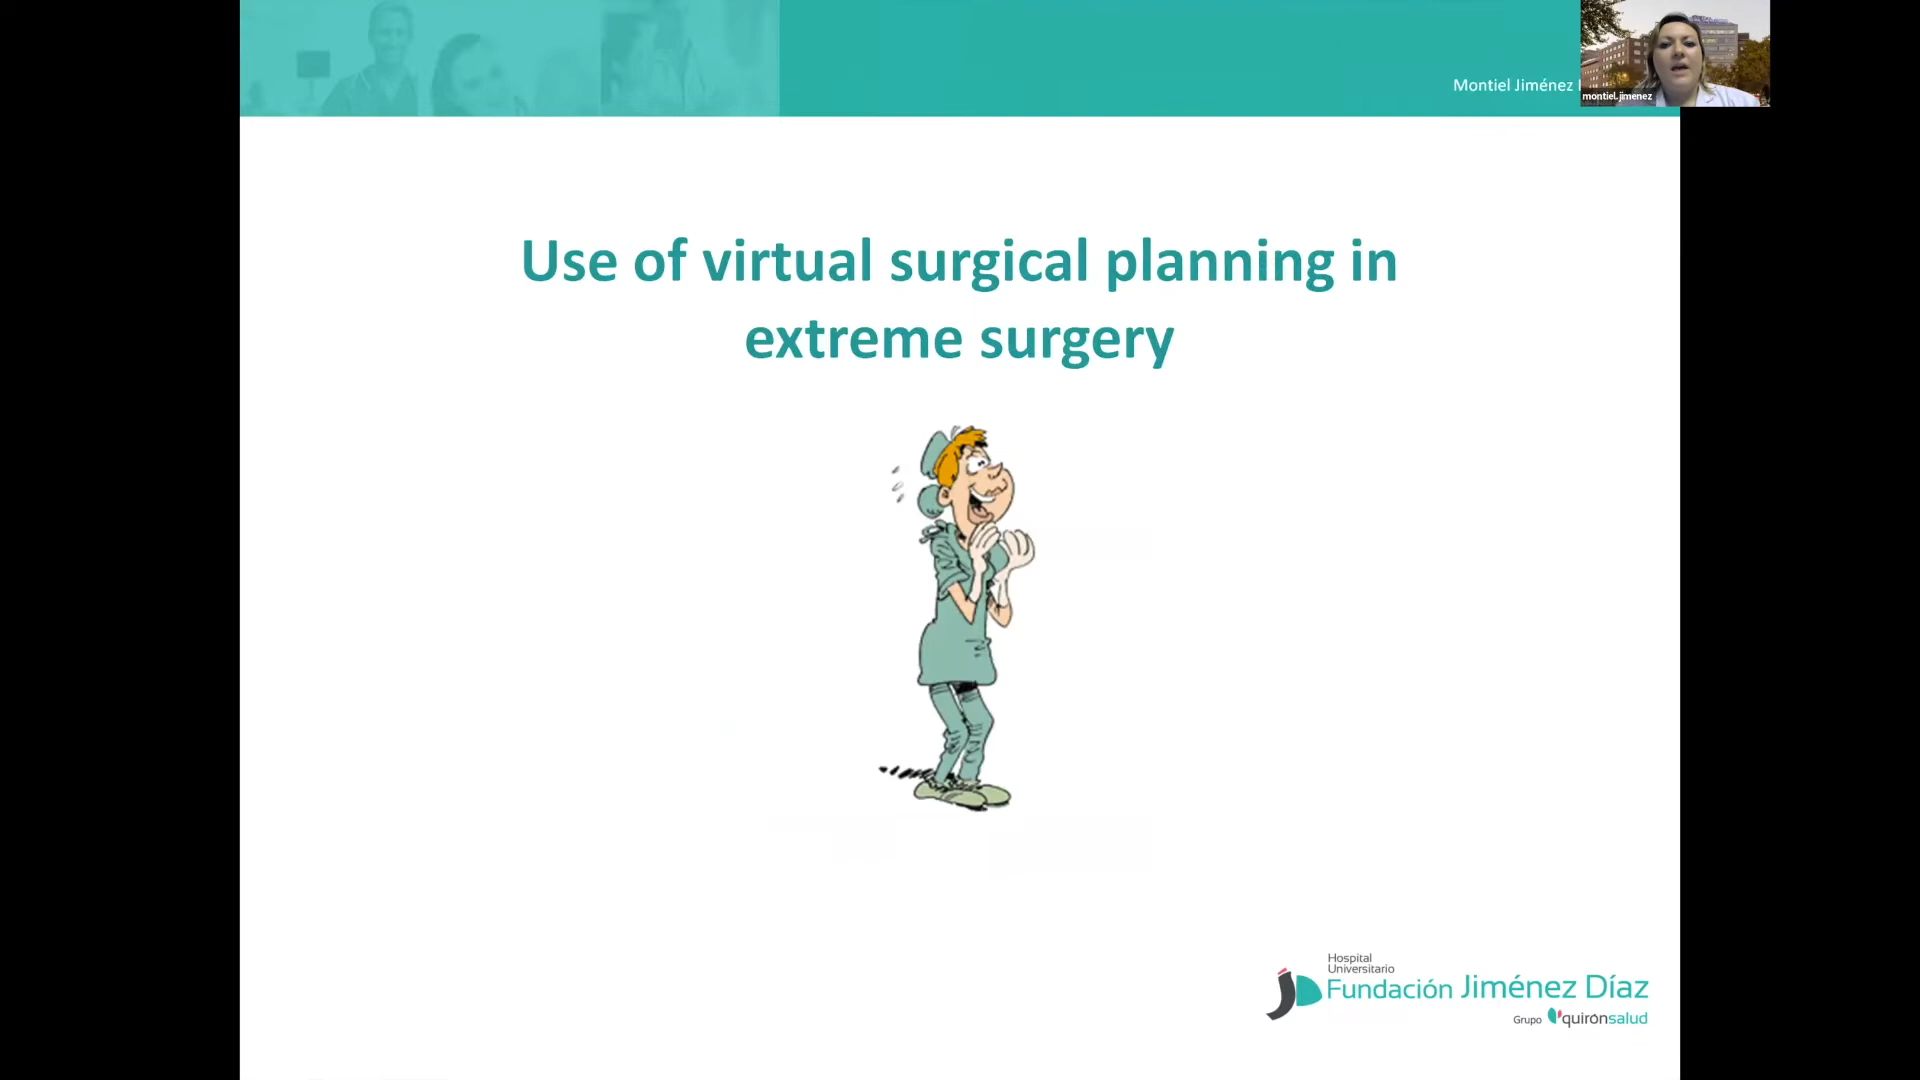 Montiel Jiménez
montiel.jimenez
Use of virtual surgical planning in
extreme surgery
Hospital
Universitario
Fundación Jiménez Díaz
Grupo quirónsalud